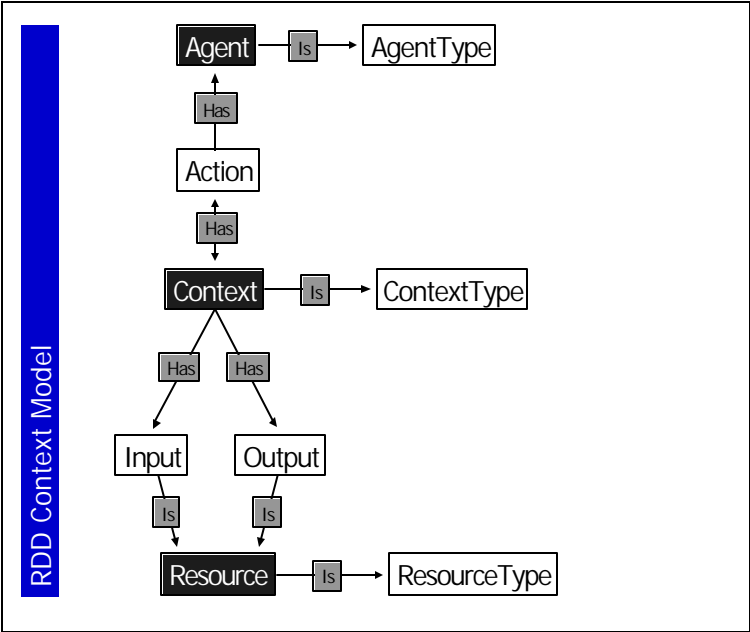 RDD Context Model
Agent Is AgentType
Has
Action
Has
Context Is ContextType
Has Has
Input Output
Is Is
Resource Is ResourceType